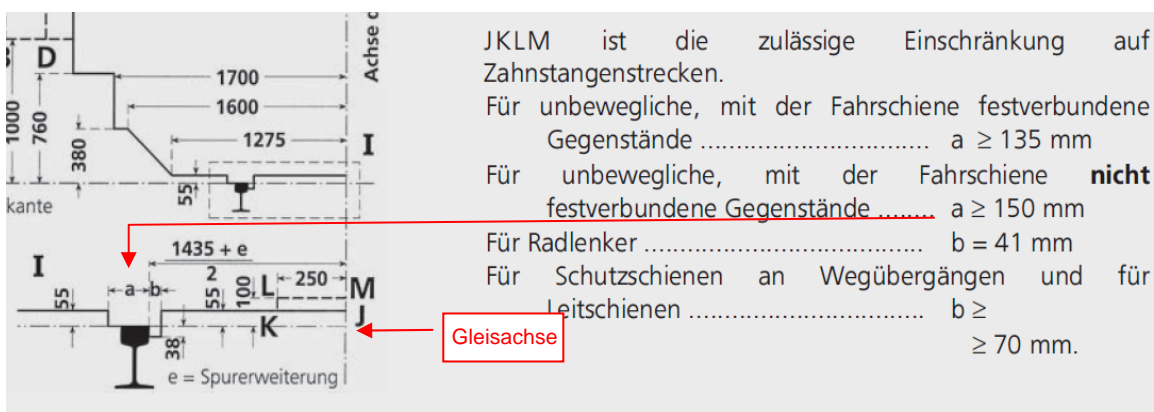 D
1700
1600
1275
I
1000
760
380
55
kante
Achse
JKLM ist die zulässige Einschränkung auf
Zahnstangenstrecken.
Für unbewegliche, mit der Fahrschiene festverbundene
Gegenstände ................................ a ≥ 135 mm
Für unbewegliche, mit der Fahrschiene nicht
festverbundene Gegenstände ........ a ≥ 150 mm
Für Radlenker ....................................... b = 41 mm
Für Schutzschienen an Wegübergängen und für
Leitschienen ................................. b ≥
≥ 70 mm.
I
1435 + e
2
55
a
b
55
100
L
250
M
K
J
38
e = Spurerweiterung
Gleisachse